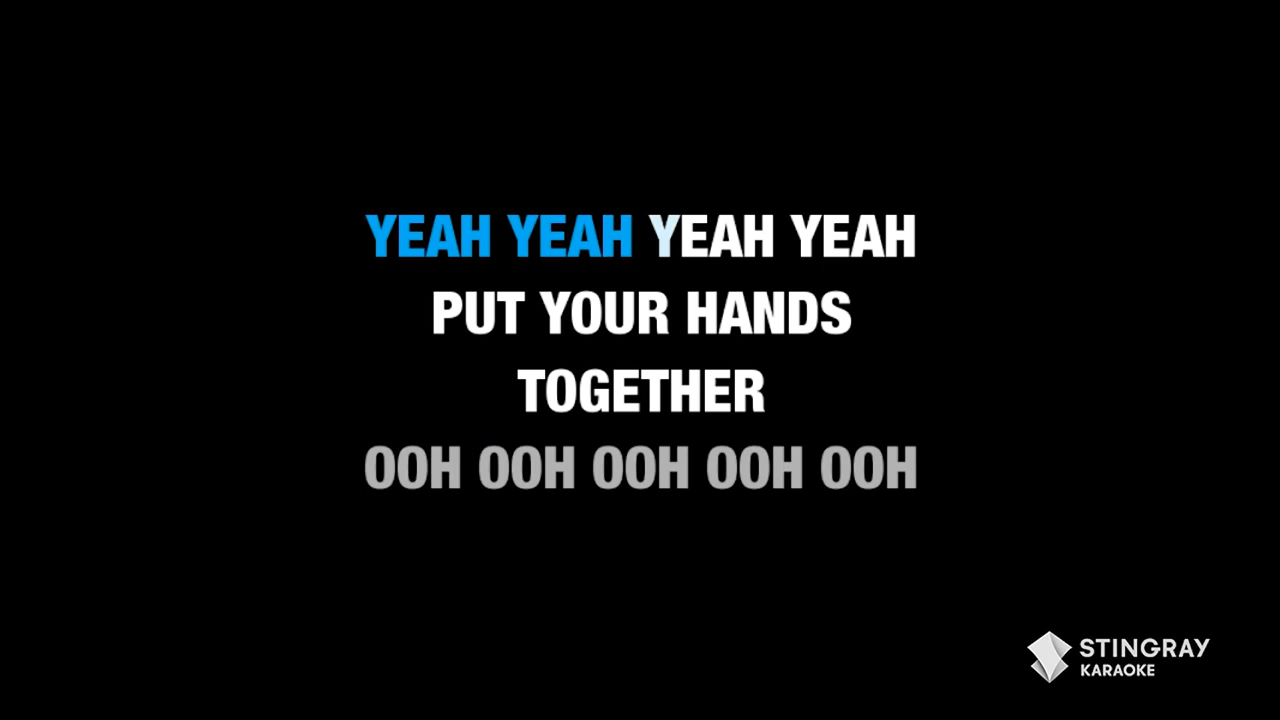 YEAH YEAH YEAH YEAH
PUT YOUR HANDS
TOGETHER
OOH OOH OOH OOH OOH
STINGRAY
KARAOKE